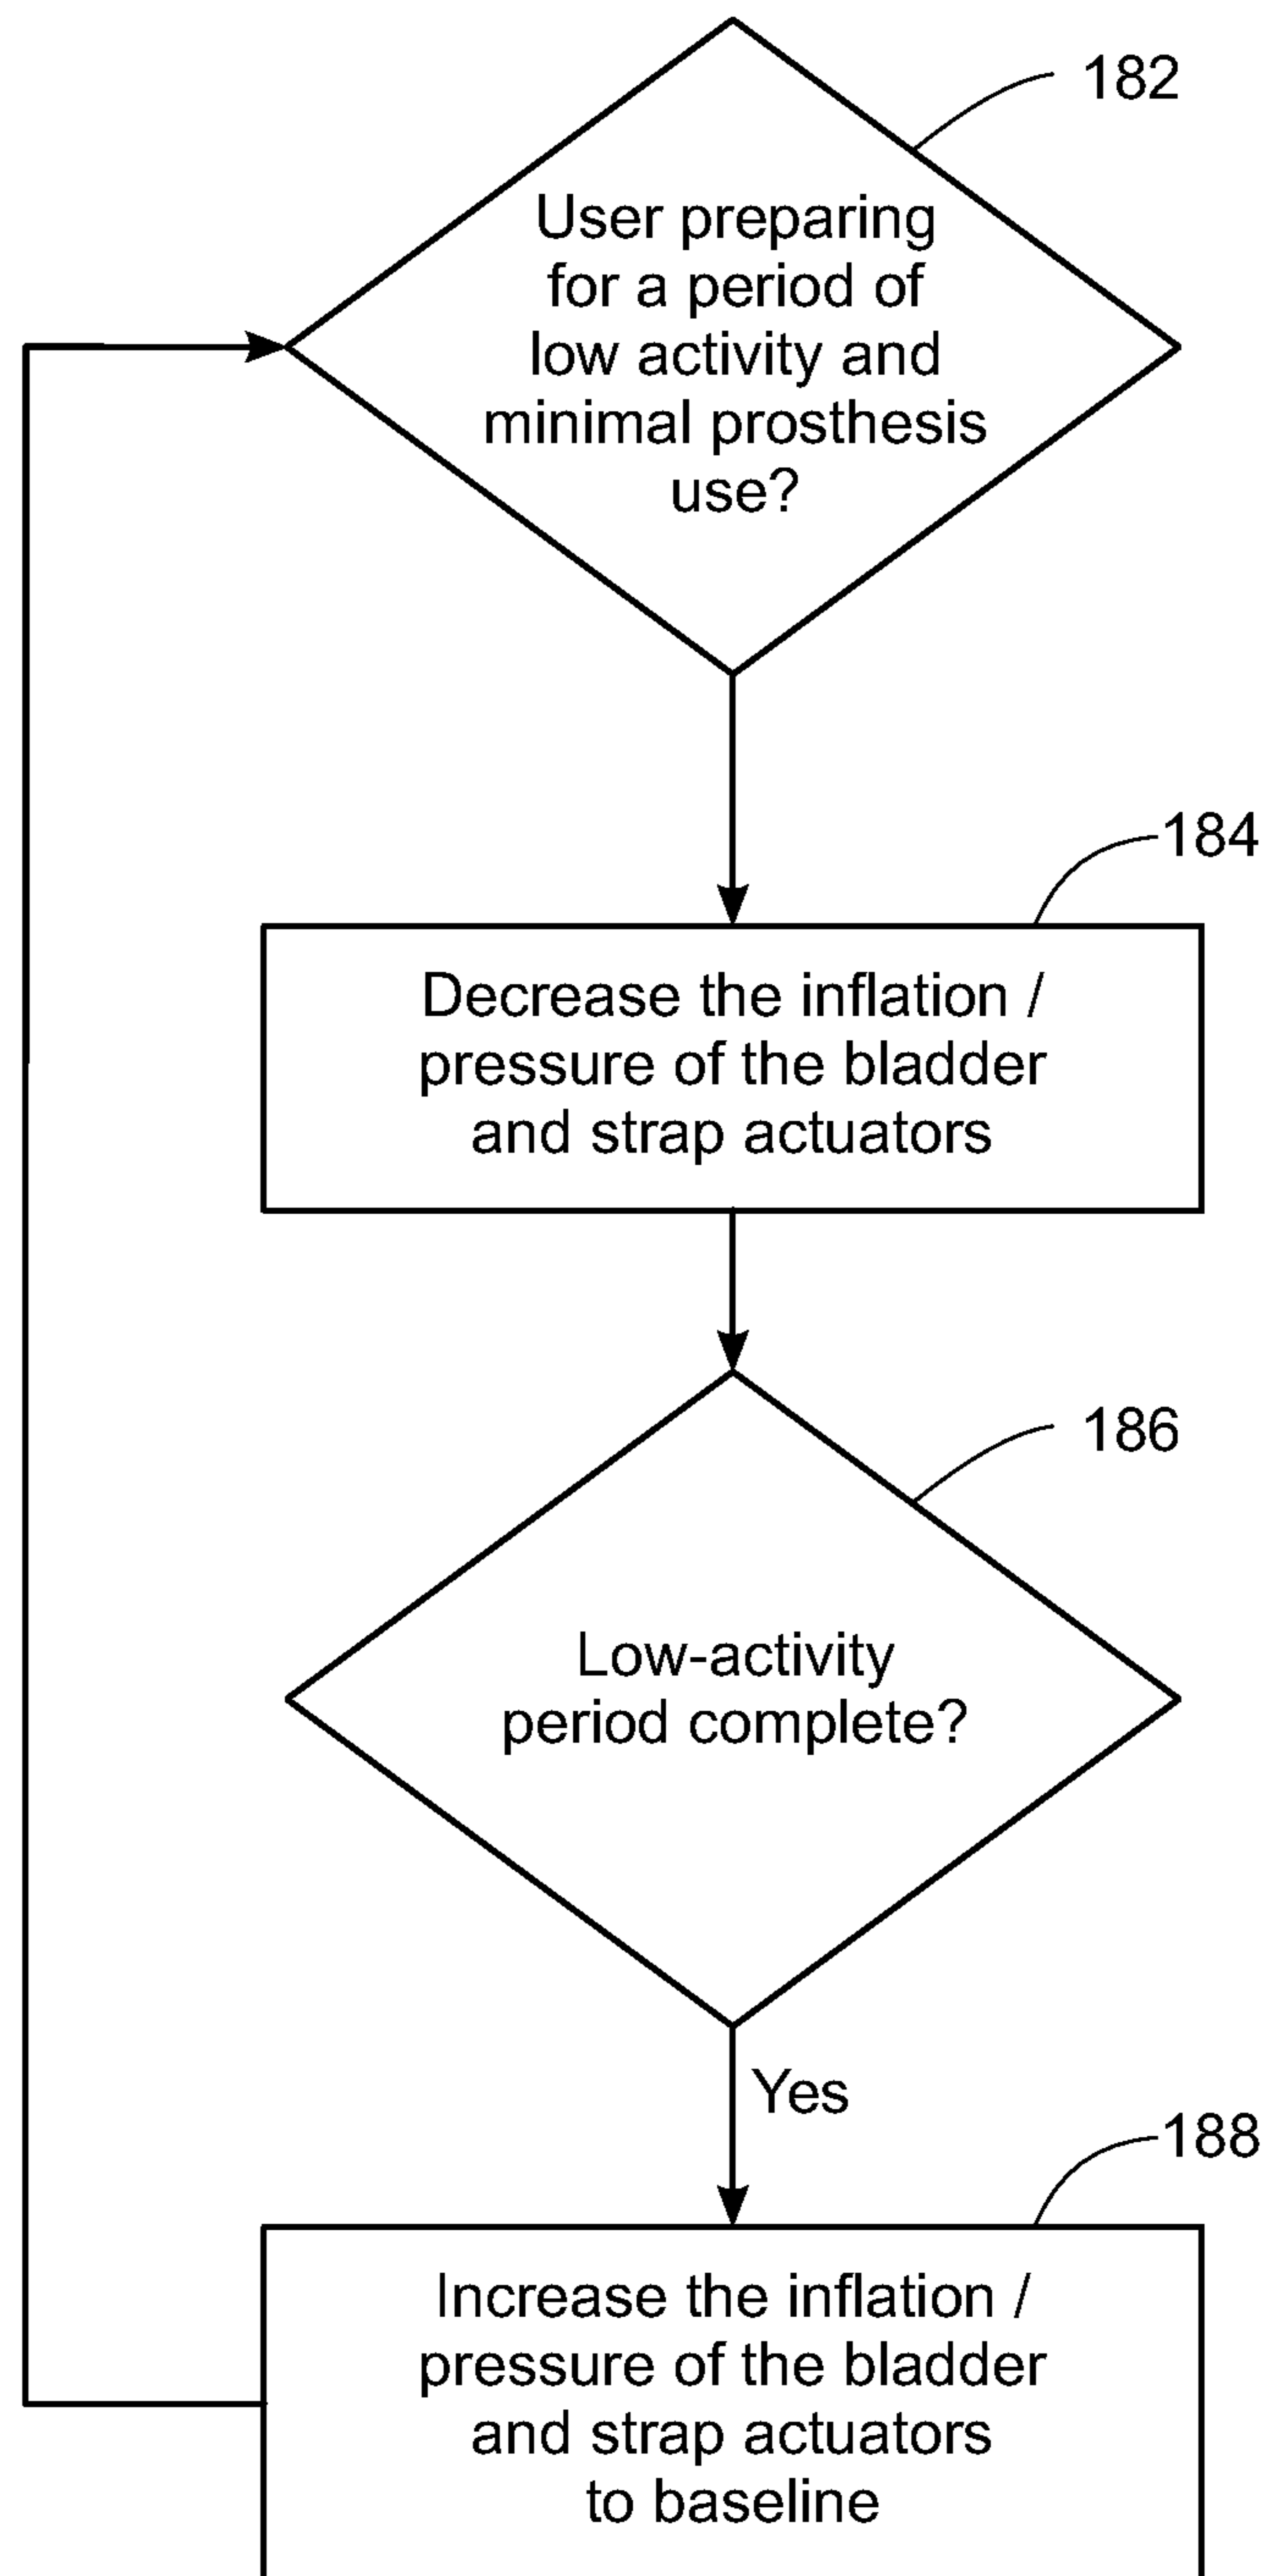 182
User preparing
for a period of
low activity and
minimal prosthesis
use?
184
Decrease the inflation /
pressure of the bladder
and strap actuators
186
Low-activity
period complete?
Yes
188
Increase the inflation /
pressure of the bladder
and strap actuators
to baseline